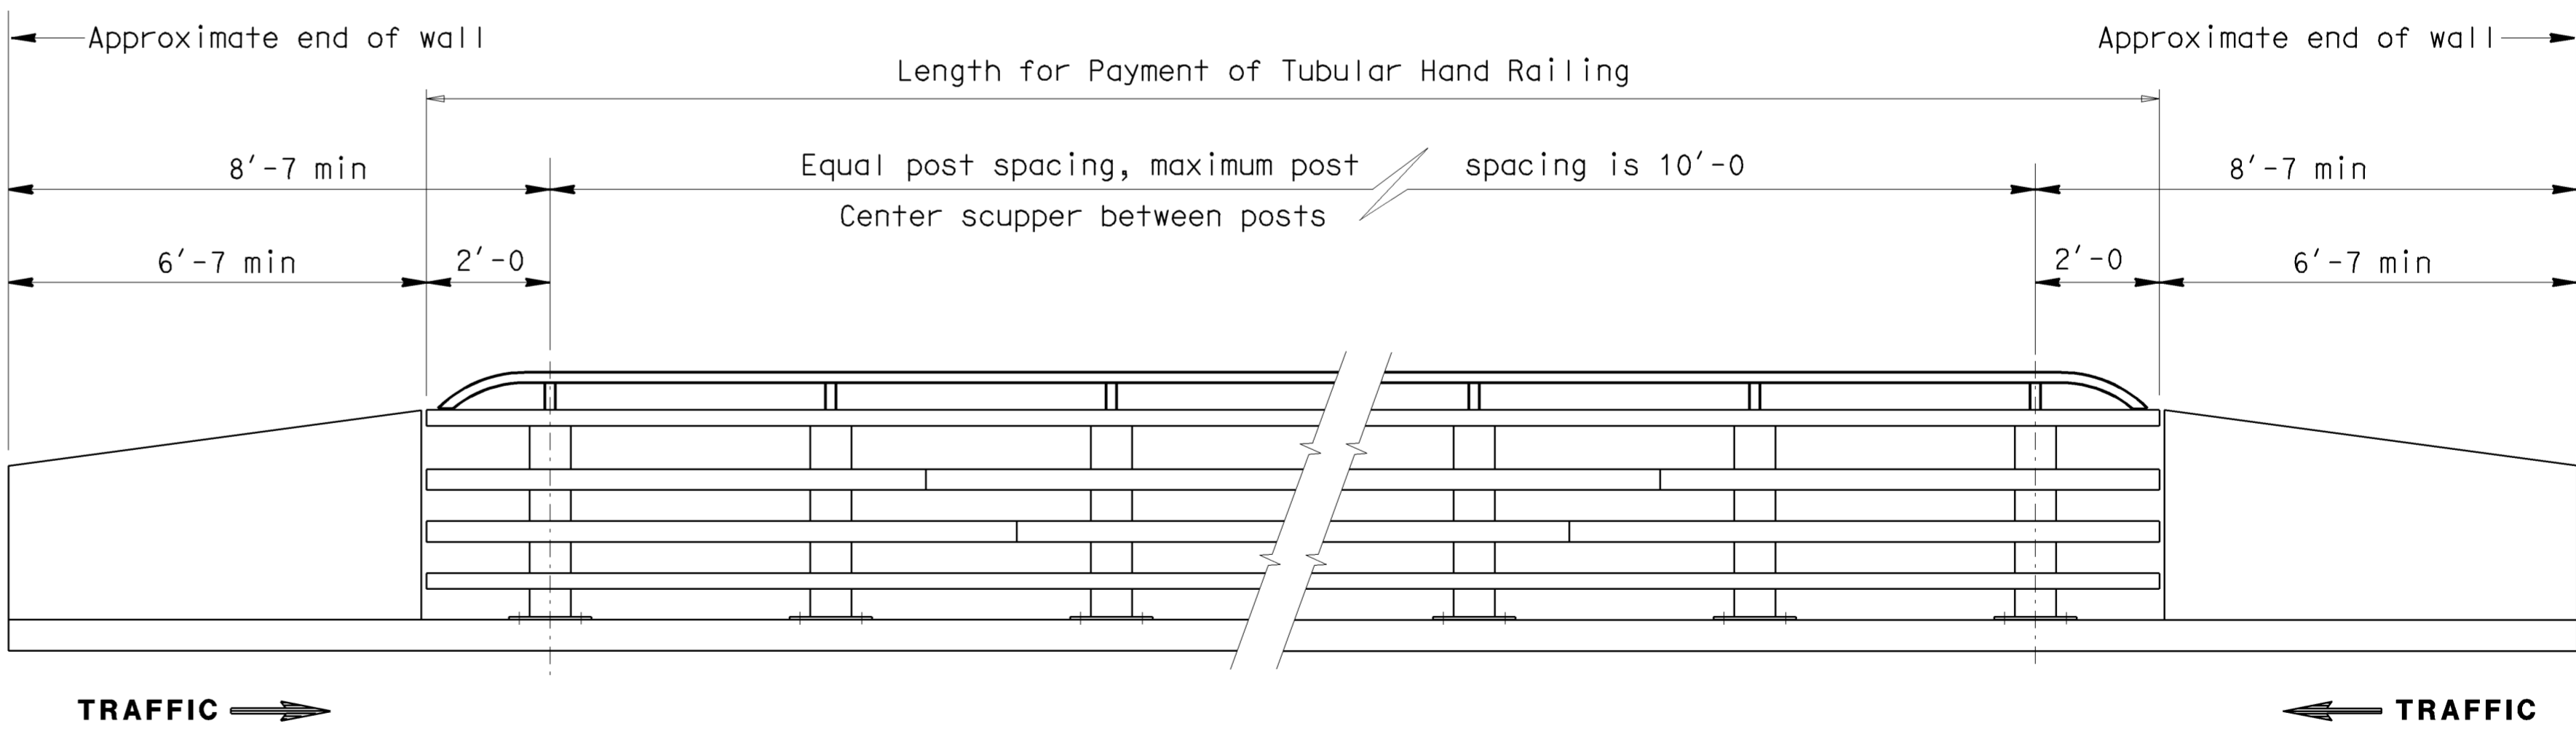 Approximate end of wall
Approximate end of wall
Length for Payment of Tubular Hand Railing
8'-7 min
Equal post spacing, maximum post spacing is 10'-0
8'-7 min
Center scupper between posts
6'-7 min
2'-0
2'-0
6'-7 min
TRAFFIC
TRAFFIC